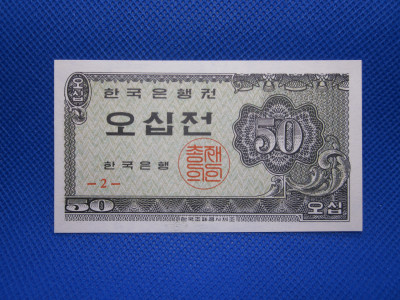 오십
한국은행권
오십전
50
한국은행
총재의인
— 2 —
50
한국조폐공사제조
오십